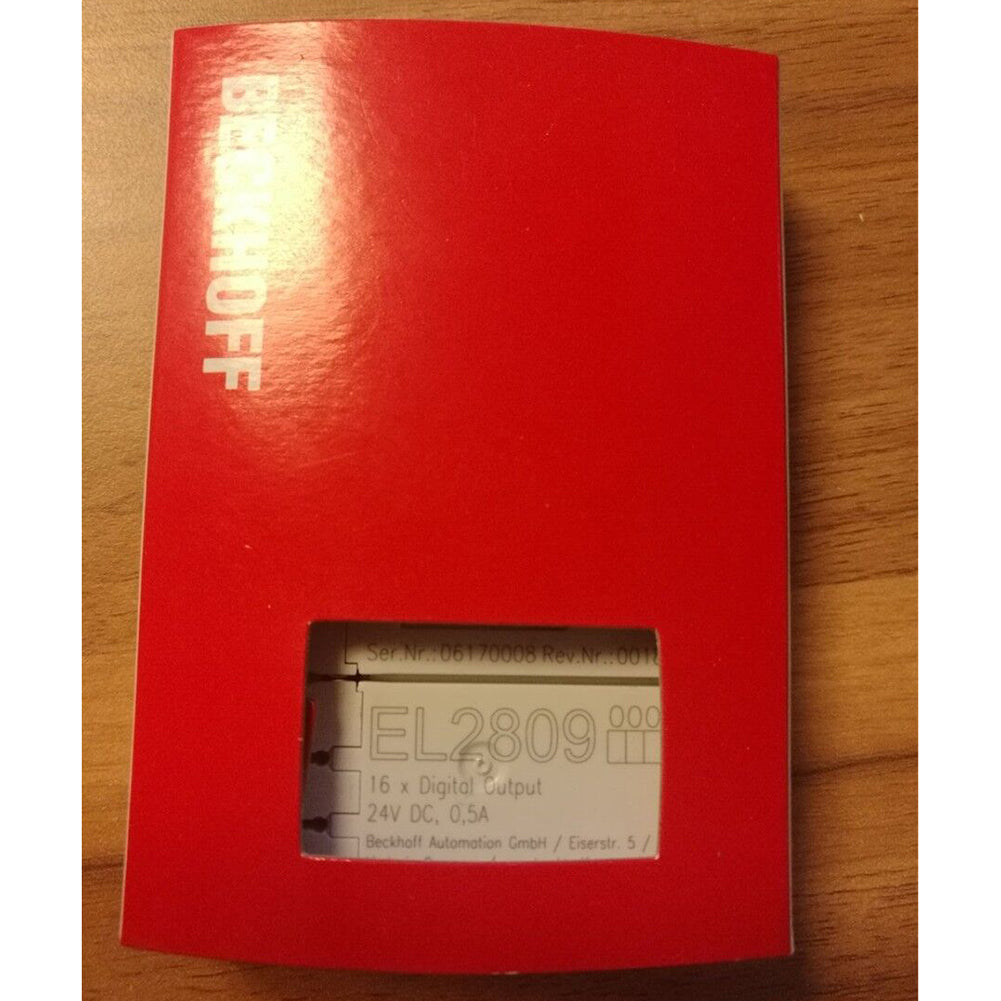 BECKHOFF
Ser.Nr.: 06170008 Rev.Nr.: 001
EL2809
16 x Digital Output
24V DC, 0,5A
Beckhoff Automation GmbH / Eiserstr. 5 /